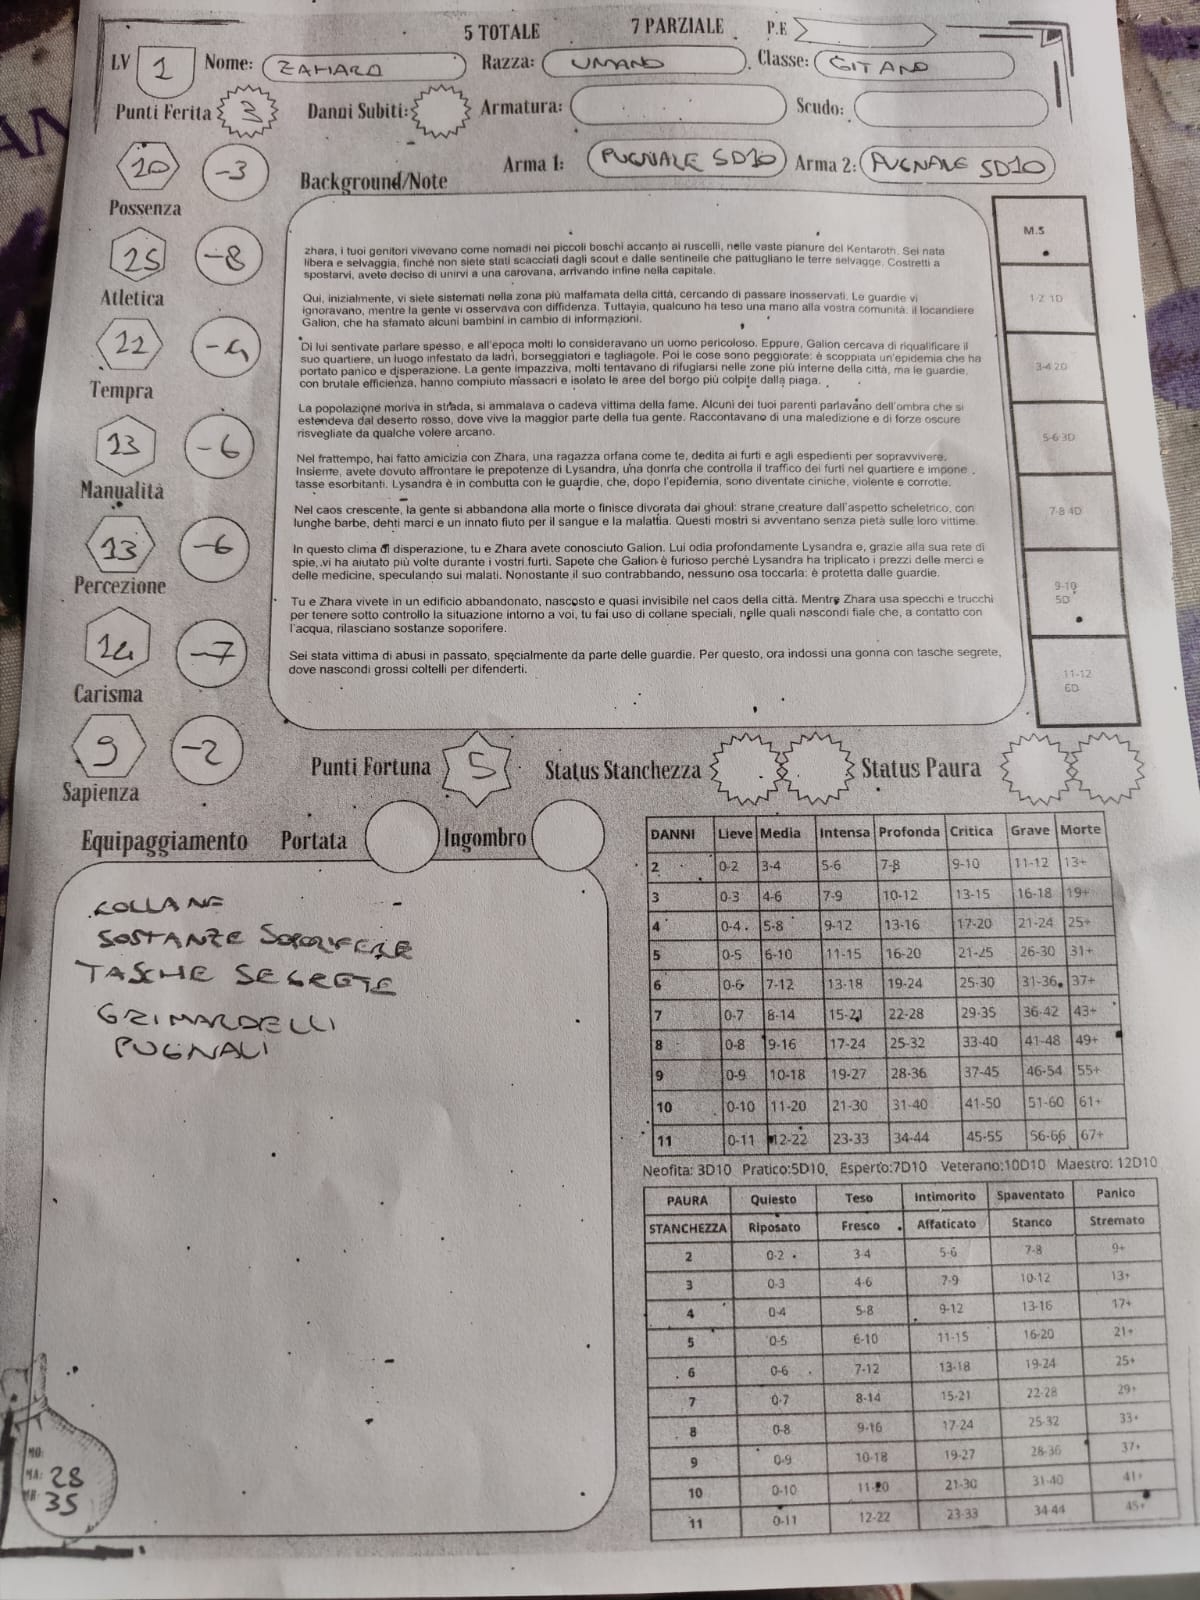 5 TOTALE 7 PARZIALE P.E
LV 1 Nome: ZAHARA Razza: UMANO Classe: GITANO
Punti Ferita 3 Danni Subiti: Armatura: Scudo:
Arma 1: PUGNALE 5D10 Arma 2: PUGNALE 5D10
20 -3
Possenza
25 -8
Atletica
22 -4
Tempra
23 -6
Manualità
13 -6
Percezione
24 -7
Carisma
9 -2
Sapienza
Background/Note
zhara, i tuoi genitori vivevano come nomadi nei piccoli boschi accanto ai ruscelli, nelle vaste pianure del Kentaroth. Sei nata
libera e selvaggia, finché non siete stati scacciati dagli scout e dalle sentinelle che pattugliano le terre selvagge. Costretti a
spostarvi, avete deciso di unirvi a una carovana, arrivando infine nella capitale.
Qui, inizialmente, vi siete sistemati nella zona più malfamata della città, cercando di passare inosservati. Le guardie vi
ignoravano, mentre la gente vi osservava con diffidenza. Tuttavia, qualcuno ha teso una mano alla vostra comunità: il locandiere
Galion, che ha sfamato alcuni bambini in cambio di informazioni.
Di lui sentivate parlare spesso, e all'epoca molti lo consideravano un uomo pericoloso. Eppure, Galion cercava di riqualificare il
suo quartiere, un luogo infestato da ladri, borseggiatori e tagliagole. Poi le cose sono peggiorate: è scoppiata un'epidemia che ha
portato panico e disperazione. La gente impazziva, molti tentavano di rifugiarsi nelle zone più interne della città, ma le guardie,
con brutale efficienza, hanno compiuto massacri e isolato le aree del borgo più colpite dalla piaga.
La popolazione moriva in strada, si ammalava o cadeva vittima della fame. Alcuni dei tuoi parenti parlavano dell'ombra che si
estendeva dal deserto rosso, dove vive la maggior parte della tua gente. Raccontavano di una maledizione e di forze oscure
risvegliate da qualche volere arcano.
Nel frattempo, hai fatto amicizia con Zhara, una ragazza orfana come te, dedita ai furti e agli espedienti per sopravvivere.
Insieme, avete dovuto affrontare le prepotenze di Lysandra, una donna che controlla il traffico dei furti nel quartiere e impone
tasse esorbitanti. Lysandra è in combutta con le guardie, che, dopo l'epidemia, sono diventate ciniche, violente e corrotte.
Nel caos crescente, la gente si abbandona alla morte o finisce divorata dai ghoul: strane creature dall'aspetto scheletrico, con
lunghe barbe, denti marci e un innato fiuto per il sangue e la malattia. Questi mostri si avventano senza pietà sulle loro vittime.
In questo clima di disperazione, tu e Zhara avete conosciuto Galion. Lui odia profondamente Lysandra e, grazie alla sua rete di
spie, vi ha aiutato più volte durante i vostri furti. Sapete che Galion è furioso perché Lysandra ha triplicato i prezzi delle merci e
delle medicine, speculando sui malati. Nonostante il suo contrabbando, nessuno osa toccarla: è protetta dalle guardie.
Tu e Zhara vivete in un edificio abbandonato, nascosto e quasi invisibile nel caos della città. Mentre Zhara usa specchi e trucchi
per tenere sotto controllo la situazione intorno a voi, tu fai uso di collane speciali, nelle quali nascondi fiale che, a contatto con
l'acqua, rilasciano sostanze soporifere.
Sei stata vittima di abusi in passato, specialmente da parte delle guardie. Per questo, ora indossi una gonna con tasche segrete,
dove nascondi grossi coltelli per difenderti.
M.S
1-2 1D
3-4 2D
5-6 3D
7-8 4D
9-10
5D
11-12
6D
Punti Fortuna 5 Status Stanchezza Status Paura
Equipaggiamento Portata Ingombro
COLLANE
SOSTANZE SOPORIFERE
TASCHE SEGRETE
GRIMARDELLI
PUGNALI
MO:
MA: 28
MR: 35
DANNI Lieve Media Intensa Profonda Critica Grave Morte
2 0-2 3-4 5-6 7-8 9-10 11-12 13+
3 0-3 4-6 7-9 10-12 13-15 16-18 19+
4 0-4 5-8 9-12 13-16 17-20 21-24 25+
5 0-5 6-10 11-15 16-20 21-25 26-30 31+
6 0-6 7-12 13-18 19-24 25-30 31-36 37+
7 0-7 8-14 15-21 22-28 29-35 36-42 43+
8 0-8 9-16 17-24 25-32 33-40 41-48 49+
9 0-9 10-18 19-27 28-36 37-45 46-54 55+
10 0-10 11-20 21-30 31-40 41-50 51-60 61+
11 0-11 12-22 23-33 34-44 45-55 56-66 67+
Neofita: 3D10 Pratico:5D10, Esperto:7D10 Veterano:10D10 Maestro: 12D10
PAURA Quiesto Teso Intimorito Spaventato Panico
STANCHEZZA Riposato Fresco Affaticato Stanco Stremato
2 0-2 3-4 5-6 7-8 9+
3 0-3 4-6 7-9 10-12 13+
4 0-4 5-8 9-12 13-16 17+
5 0-5 6-10 11-15 16-20 21+
6 0-6 7-12 13-18 19-24 25+
7 0-7 8-14 15-21 22-28 29+
8 0-8 9-16 17-24 25-32 33+
9 0-9 10-18 19-27 28-36 37+
10 0-10 11-20 21-30 31-40 41+
11 0-11 12-22 23-33 34-44 45+